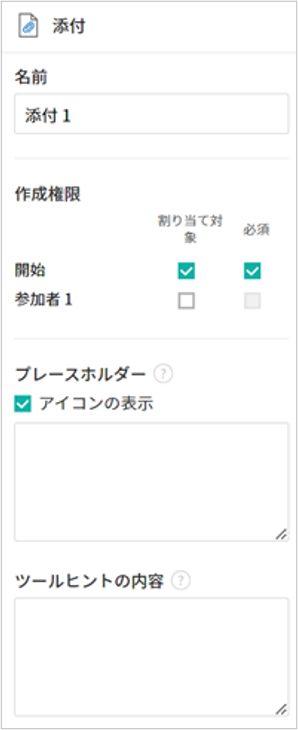 添付
名前
添付 1
作成権限
割り当て対
象
必須
開始
参加者 1
プレースホルダー ?
アイコンの表示
ツールヒントの内容 ?